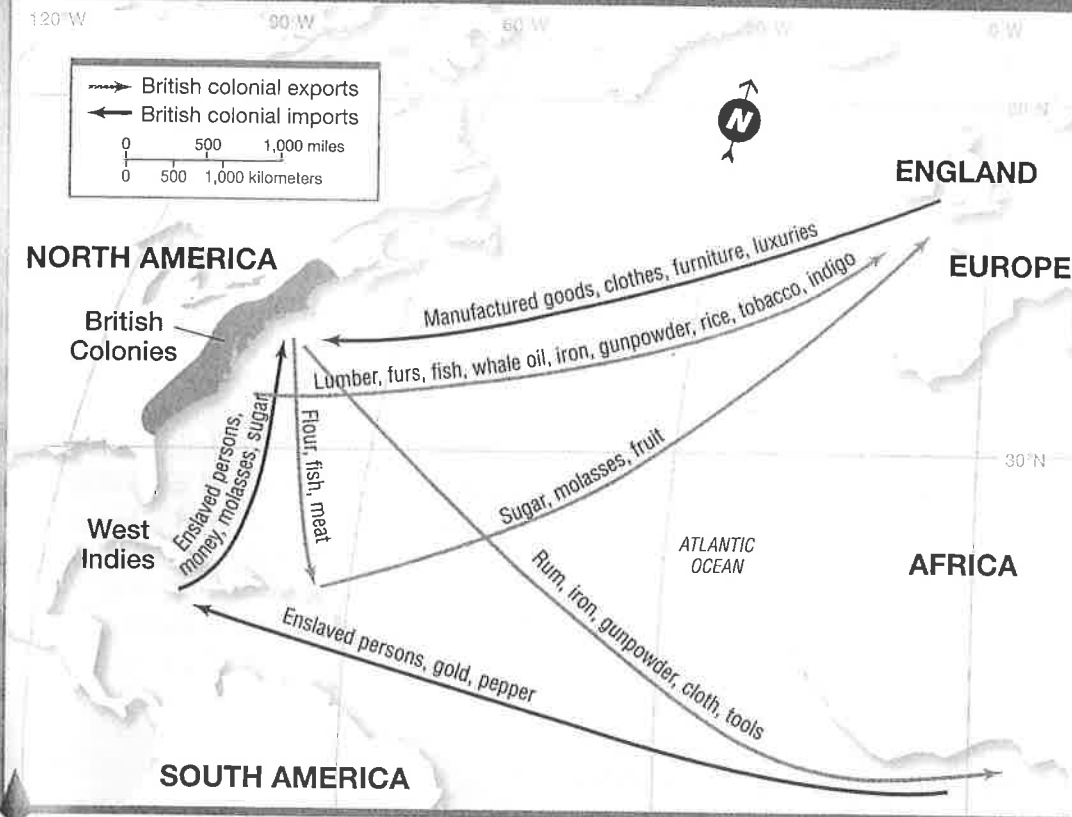 120°W
90°W
60°W
0°W
British colonial exports
British colonial imports
0 500 1,000 miles
0 500 1,000 kilometers
N
ENGLAND
NORTH AMERICA
EUROPE
British
Colonies
Manufactured goods, clothes, furniture, luxuries
Lumber, furs, fish, whale oil, iron, gunpowder, rice, tobacco, indigo
Enslaved persons,
money, molasses, sugar
Flour, fish, meat
Sugar, molasses, fruit
30°N
West
Indies
ATLANTIC
OCEAN
AFRICA
Rum, iron, gunpowder, cloth, tools
Enslaved persons, gold, pepper
SOUTH AMERICA